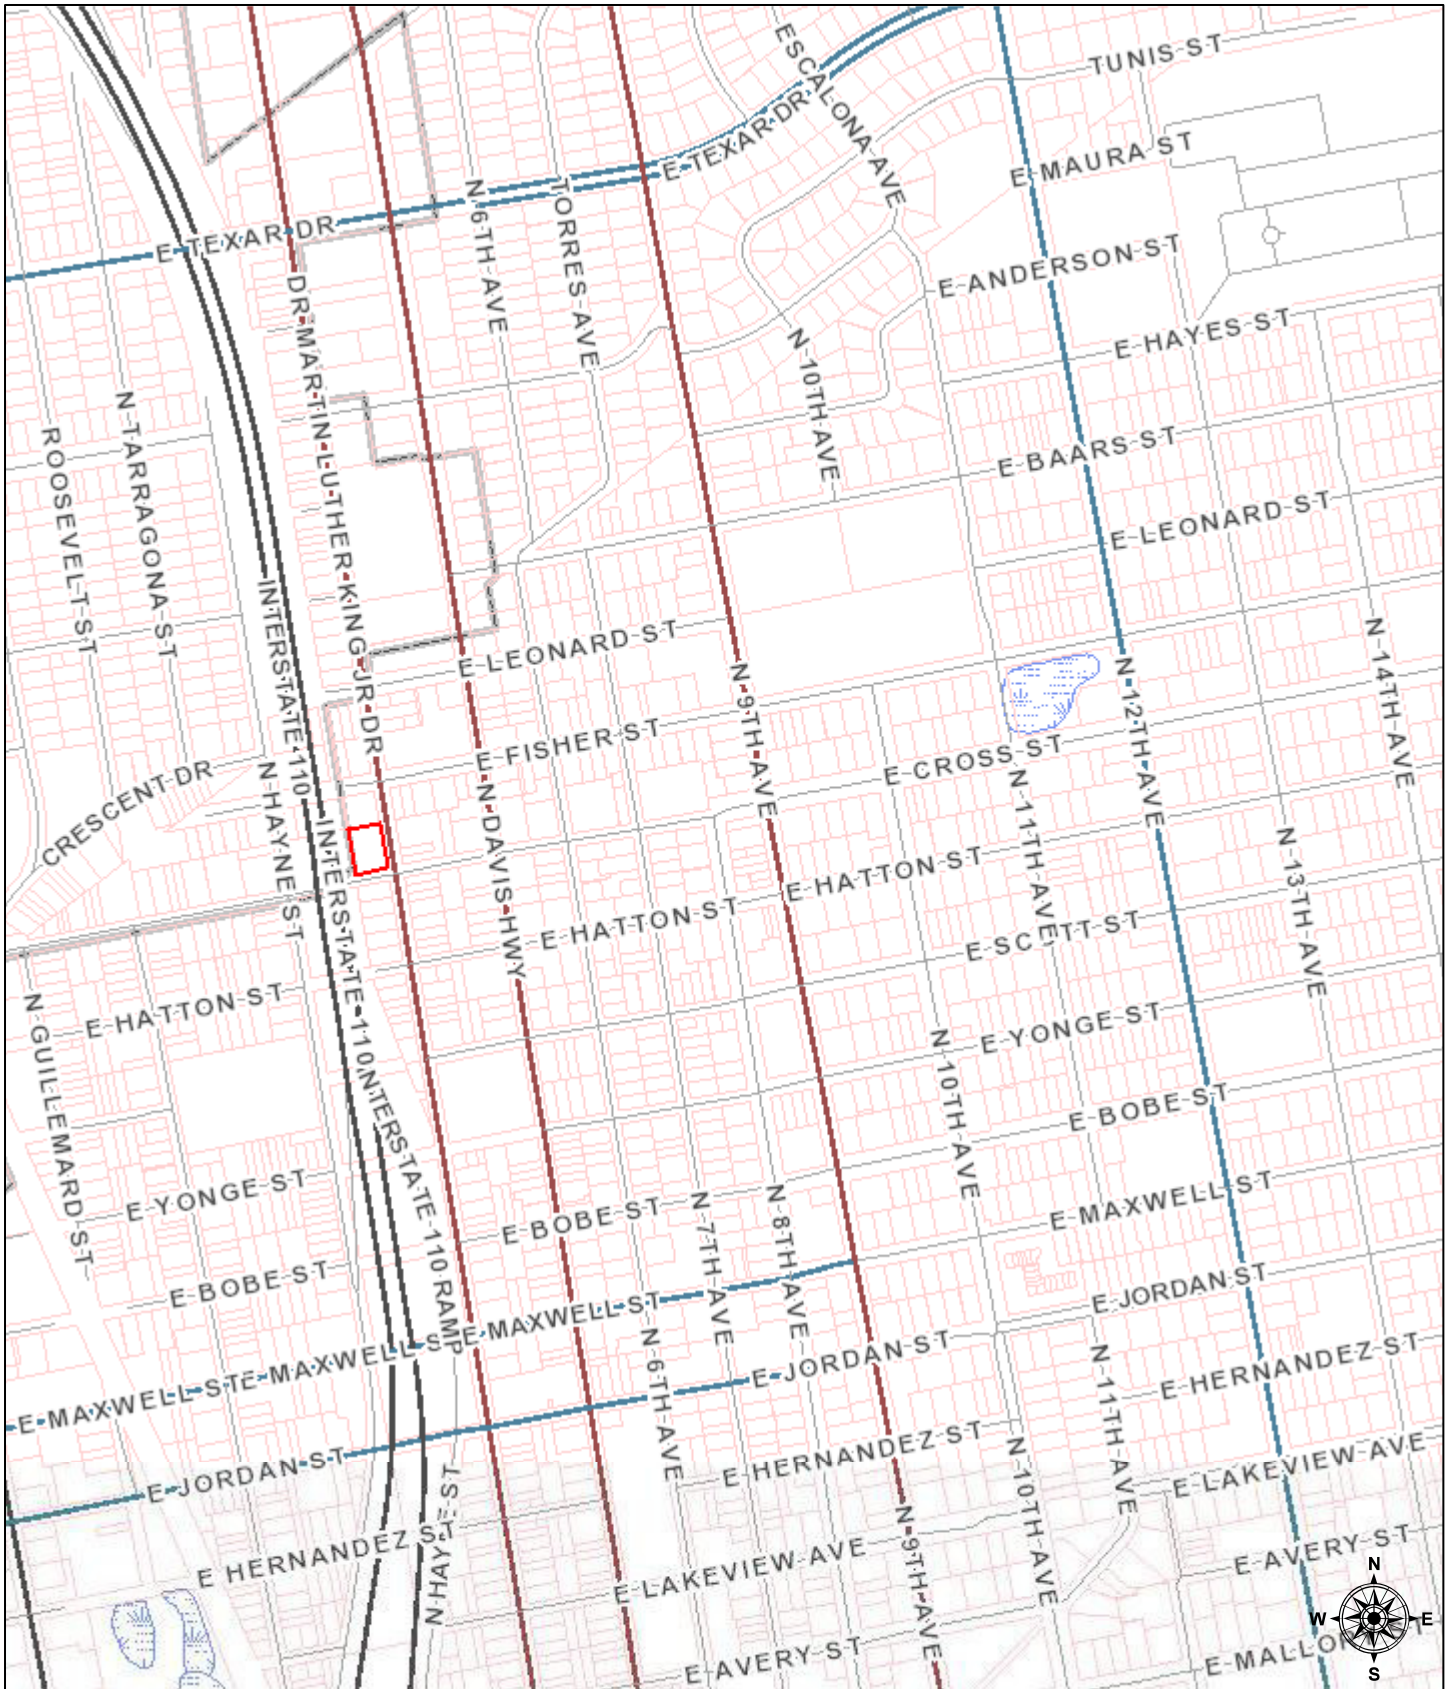 TUNIS ST
ESCALONA AVE
E TEXAR DR
E MAURA ST
E TEXAR DR
N 6TH AVE
TORRES AVE
E ANDERSON ST
DR MARTIN LUTHER KING JR DR
N 10TH AVE
E HAYES ST
N TARRAGONA ST
ROOSEVELT ST
E BAARS ST
E LEONARD ST
INTERSTATE 110
E LEONARD ST
N 9TH AVE
N 12TH AVE
N 14TH AVE
E FISHER ST
E CROSS ST
CRESCENT DR
N HAYNE ST
N DAVIS HWY
N 11TH AVE
INTERSTATE 110
E HATTON ST
E HATTON ST
N 13TH AVE
E SCOTT ST
E HATTON ST
N GUILLEMARD ST
E YONGE ST
N 10TH AVE
INTERSTATE 110 RAMP
E BOBE ST
E YONGE ST
E BOBE ST
N 7TH AVE
N 8TH AVE
E MAXWELL ST
E BOBE ST
E JORDAN ST
E MAXWELL ST
E MAXWELL ST
E MAXWELL ST
N 6TH AVE
E JORDAN ST
N 11TH AVE
E HERNANDEZ ST
E JORDAN ST
E HERNANDEZ ST
N 10TH AVE
E LAKEVIEW AVE
N HAYNE ST
E HERNANDEZ ST
N 9TH AVE
E LAKEVIEW AVE
E AVERY ST
N
W
E
S
E AVERY ST